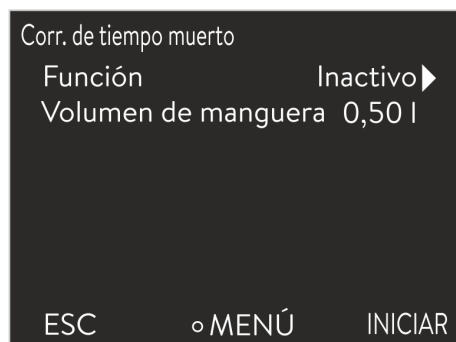 Corr. de tiempo muerto
Función Inactivo
Volumen de manguera 0,50 l
ESC MENÚ INICIAR